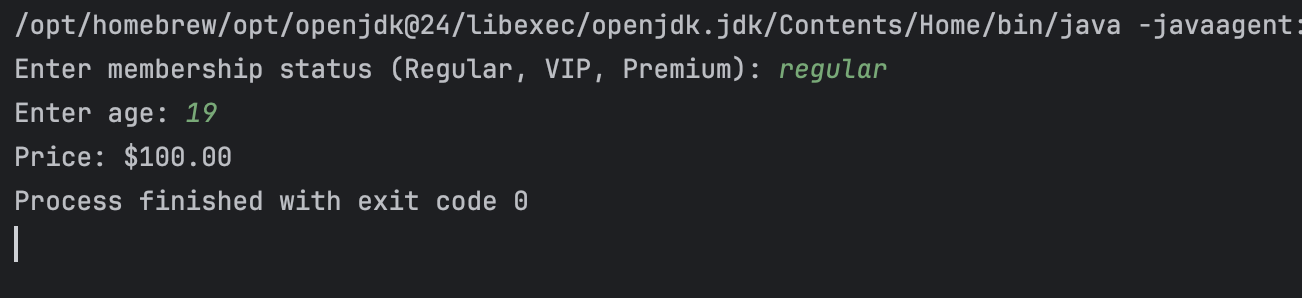 /opt/homebrew/opt/openjdk@24/libexec/openjdk.jdk/Contents/Home/bin/java -javaagent:
Enter membership status (Regular, VIP, Premium): regular
Enter age: 19
Price: $100.00
Process finished with exit code 0